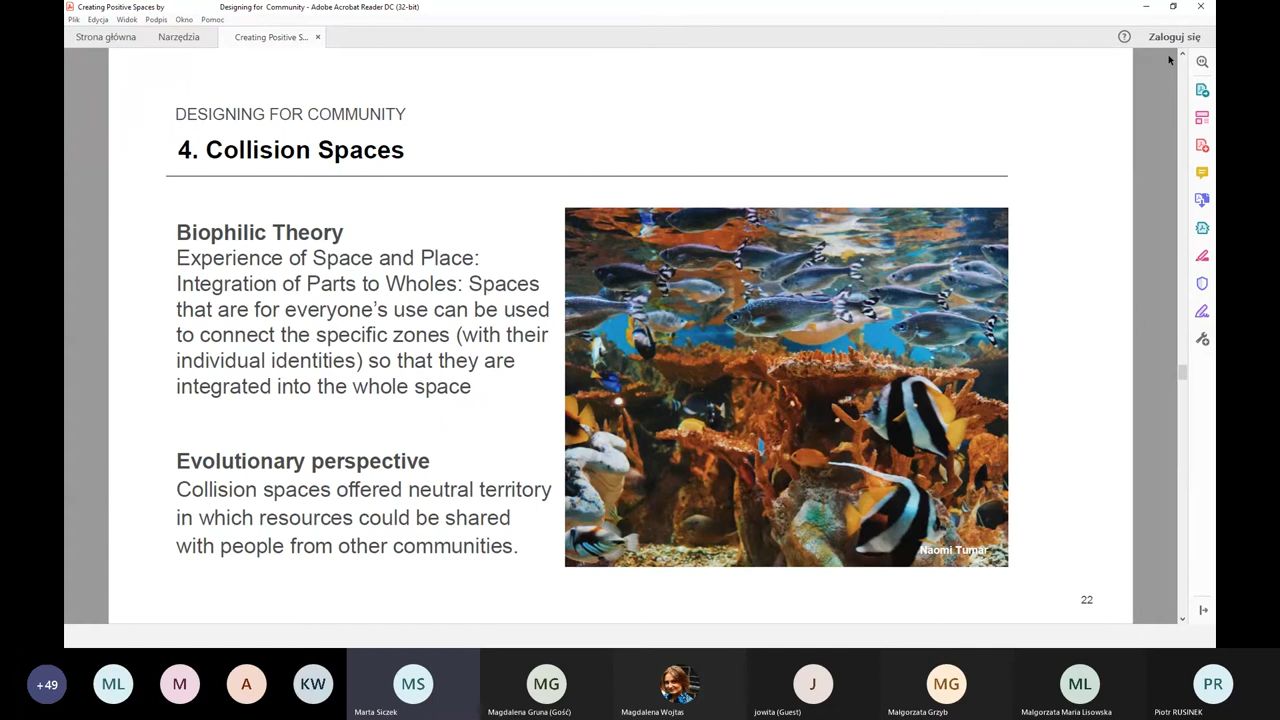 Creating Positive Spaces by Designing for Community - Adobe Acrobat Reader DC (32-bit)
Plik Edycja Widok Podpis Okno Pomoc
Strona główna Narzędzia Creating Positive S... × Zaloguj się
DESIGNING FOR COMMUNITY
4. Collision Spaces
Biophilic Theory
Experience of Space and Place:
Integration of Parts to Wholes: Spaces
that are for everyone’s use can be used
to connect the specific zones (with their
individual identities) so that they are
integrated into the whole space
Evolutionary perspective
Collision spaces offered neutral territory
in which resources could be shared
with people from other communities.
Naomi Tumar
22
+49 ML M A KW MS MG J MG ML PR
Marta Siczek Magdalena Gruna (Gość) Magdalena Wojtas jowita (Guest) Malgorzata Grzyb Malgorzata Maria Lisowska Piotr RUSINEK